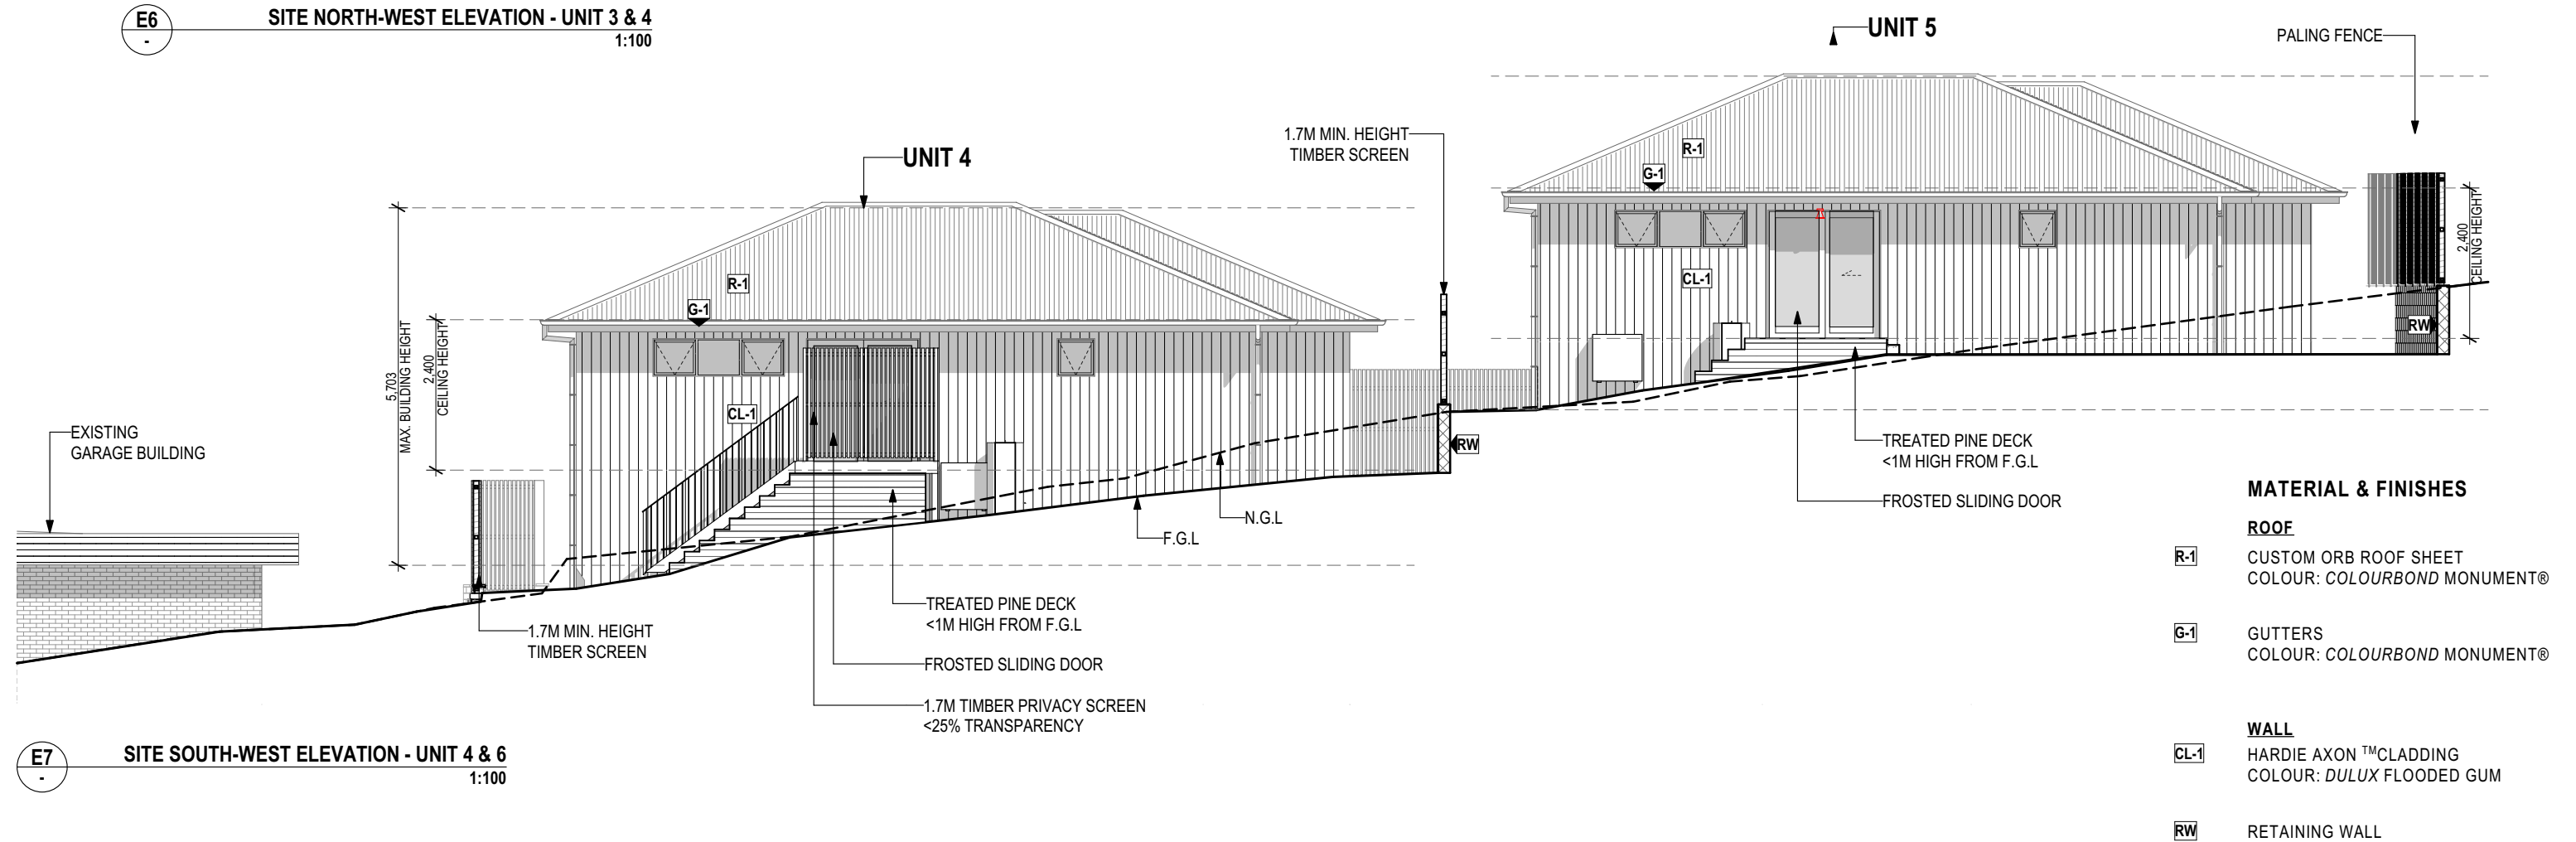 E6
-
SITE NORTH-WEST ELEVATION - UNIT 3 & 4
1:100
UNIT 5
PALING FENCE
1.7M MIN. HEIGHT
TIMBER SCREEN
UNIT 4
R-1
G-1
R-1
G-1
2,400
CEILING HEIGHT
CL-1
RW
5,703
MAX. BUILDING HEIGHT
2,400
CEILING HEIGHT
CL-1
EXISTING
GARAGE BUILDING
RW
TREATED PINE DECK
<1M HIGH FROM F.G.L
FROSTED SLIDING DOOR
N.G.L
F.G.L
TREATED PINE DECK
<1M HIGH FROM F.G.L
1.7M MIN. HEIGHT
TIMBER SCREEN
FROSTED SLIDING DOOR
1.7M TIMBER PRIVACY SCREEN
<25% TRANSPARENCY
E7
-
SITE SOUTH-WEST ELEVATION - UNIT 4 & 6
1:100
MATERIAL & FINISHES
ROOF
R-1 CUSTOM ORB ROOF SHEET
COLOUR: COLOURBOND MONUMENT®
G-1 GUTTERS
COLOUR: COLOURBOND MONUMENT®
WALL
CL-1 HARDIE AXON ™CLADDING
COLOUR: DULUX FLOODED GUM
RW RETAINING WALL